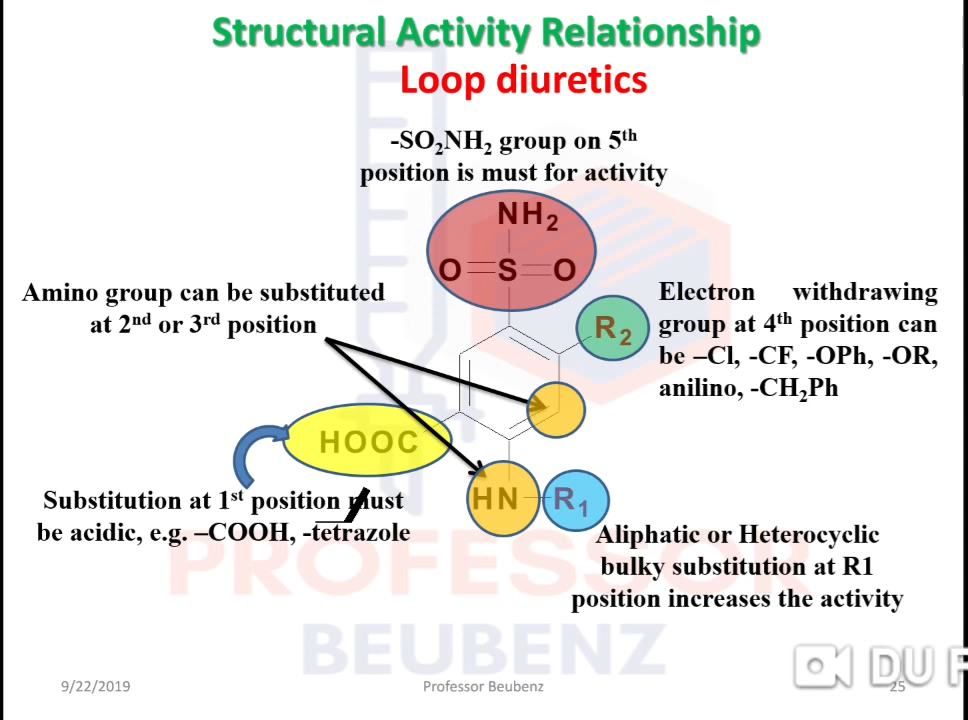 Structural Activity Relationship
Loop diuretics
-SO₂NH₂ group on 5th
position is must for activity
NH₂
O S O
Amino group can be substituted
at 2nd or 3rd position
R₂
Electron withdrawing
group at 4th position can
be –Cl, -CF, -OPh, -OR,
anilino, -CH₂Ph
HOOC
Substitution at 1st position must
be acidic, e.g. –COOH, -tetrazole
HN R₁
Aliphatic or Heterocyclic
bulky substitution at R1
position increases the activity
PROFESSOR
BEUBENZ
9/22/2019
Professor Beubenz
25
DU